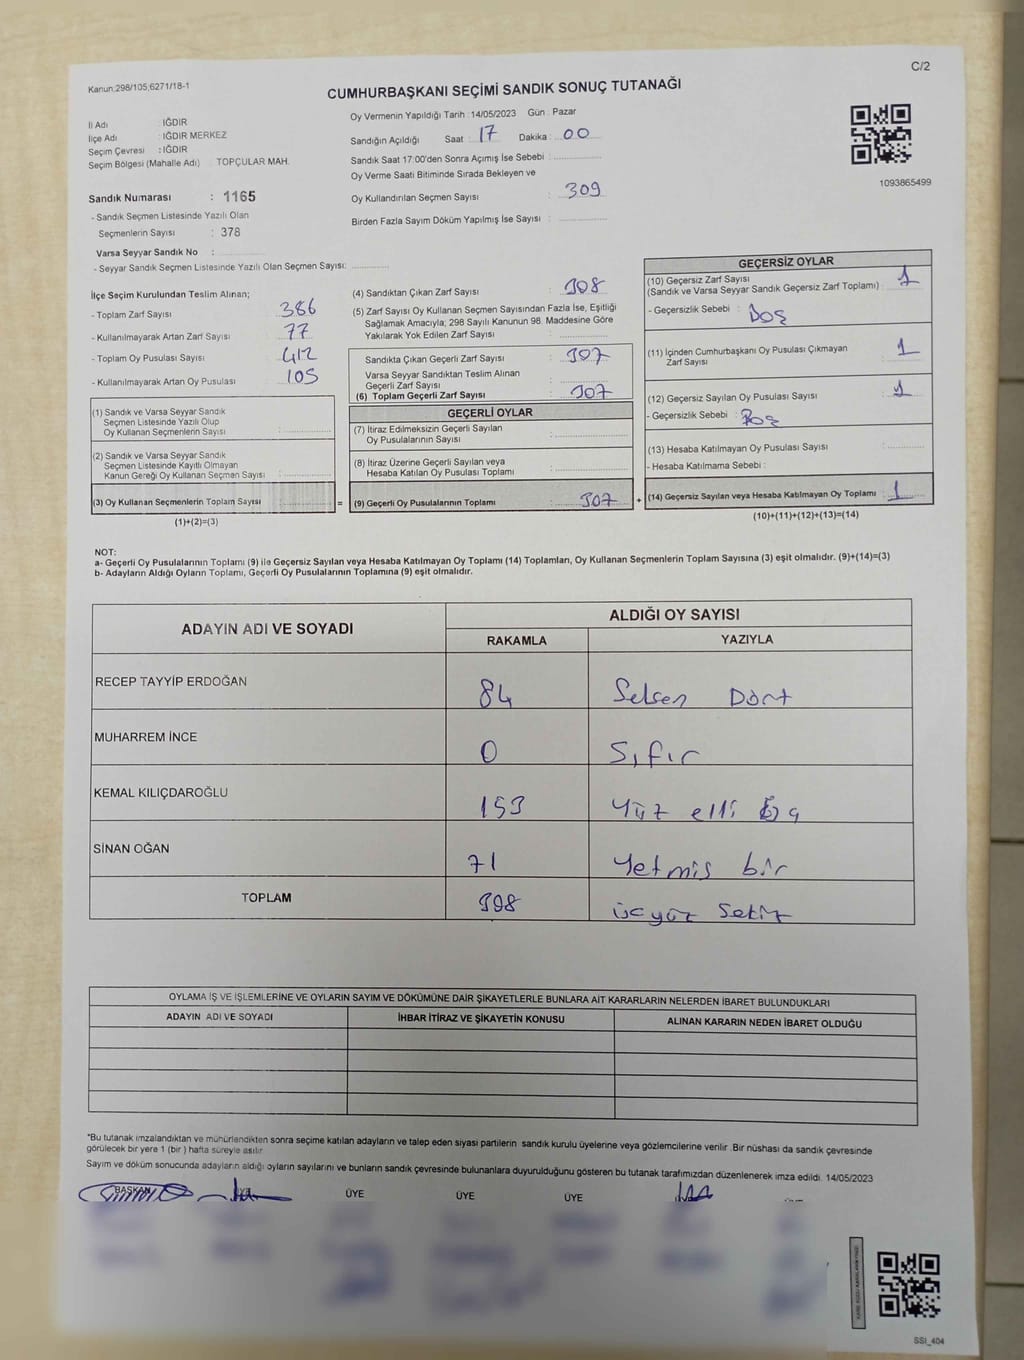 C/2
Kanun;298/105,6271/18-1
CUMHURBAŞKANI SEÇİMİ SANDIK SONUÇ TUTANAĞI
İl Adı : IĞDIR
İlçe Adı : IĞDIR MERKEZ
Seçim Çevresi : IĞDIR
Seçim Bölgesi (Mahalle Adı) : TOPÇULAR MAH.
Sandık Numarası : 1165
- Sandık Seçmen Listesinde Yazılı Olan
Seçmenlerin Sayısı : 378
Varsa Seyyar Sandık No :
- Seyyar Sandık Seçmen Listesinde Yazılı Olan Seçmen Sayısı:
Oy Vermenin Yapıldığı Tarih :14/05/2023 Gün : Pazar
Sandığın Açıldığı Saat : 17 Dakika : 00
Sandık Saat 17:00'den Sonra Açımış İse Sebebi :
Oy Verme Saati Bitiminde Sırada Bekleyen ve
Oy Kullandırılan Seçmen Sayısı : 309
Birden Fazla Sayım Döküm Yapılmış İse Sayısı :
1093865499
İlçe Seçim Kurulundan Teslim Alınan;
- Toplam Zarf Sayısı : 386
- Kullanılmayarak Artan Zarf Sayısı : 77
- Toplam Oy Pusulası Sayısı : 412
- Kullanılmayarak Artan Oy Pusulası : 105
(1) Sandık ve Varsa Seyyar Sandık
Seçmen Listesinde Yazılı Olup
Oy Kullanan Seçmenlerin Sayısı :
(2) Sandık ve Varsa Seyyar Sandık
Seçmen Listesinde Kayıtlı Olmayan
Kanun Gereği Oy Kullanan Seçmen Sayısı :
(3) Oy Kullanan Seçmenlerin Toplam Sayısı :
=
(1)+(2)=(3)
(4) Sandıktan Çıkan Zarf Sayısı : 308
(5) Zarf Sayısı Oy Kullanan Seçmen Sayısından Fazla İse, Eşitliği
Sağlamak Amacıyla; 298 Sayılı Kanunun 98. Maddesine Göre
Yakılarak Yok Edilen Zarf Sayısı :
Sandıkta Çıkan Geçerli Zarf Sayısı : 307
Varsa Seyyar Sandıktan Teslim Alınan
Geçerli Zarf Sayısı :
(6) Toplam Geçerli Zarf Sayısı : 307
GEÇERLİ OYLAR
(7) İtiraz Edilmeksizin Geçerli Sayılan
Oy Pusulalarının Sayısı :
(8) İtiraz Üzerine Geçerli Sayılan veya
Hesaba Katılan Oy Pusulası Toplamı :
(9) Geçerli Oy Pusulalarının Toplamı : 307
+
GEÇERSİZ OYLAR
(10) Geçersiz Zarf Sayısı
(Sandık ve Varsa Seyyar Sandık Geçersiz Zarf Toplamı) : 1
- Geçersizlik Sebebi : Boş
(11) İçinden Cumhurbaşkanı Oy Pusulası Çıkmayan
Zarf Sayısı : 1
(12) Geçersiz Sayılan Oy Pusulası Sayısı : 1
- Geçersizlik Sebebi : Boş
(13) Hesaba Katılmayan Oy Pusulası Sayısı :
- Hesaba Katılmama Sebebi :
(14) Geçersiz Sayılan veya Hesaba Katılmayan Oy Toplamı : 1
(10)+(11)+(12)+(13)=(14)
NOT:
a- Geçerli Oy Pusulalarının Toplamı (9) ile Geçersiz Sayılan veya Hesaba Katılmayan Oy Toplamı (14) Toplamları, Oy Kullanan Seçmenlerin Toplam Sayısına (3) eşit olmalıdır. (9)+(14)=(3)
b- Adayların Aldığı Oyların Toplamı, Geçerli Oy Pusulalarının Toplamına (9) eşit olmalıdır.
ADAYIN ADI VE SOYADI ALDIĞI OY SAYISI
RAKAMLA YAZIYLA
RECEP TAYYİP ERDOĞAN 84 Seksen Dört
MUHARREM İNCE 0 Sıfır
KEMAL KILIÇDAROĞLU 153 Yüz elli
SİNAN OĞAN 71 Yetmiş bir
TOPLAM 308 üçyüz sekiz
OYLAMA İŞ VE İŞLEMLERİNE VE OYLARIN SAYIM VE DÖKÜMÜNE DAİR ŞİKAYETLERLE BUNLARA AİT KARARLARIN NELERDEN İBARET BULUNDUKLARI
ADAYIN ADI VE SOYADI İHBAR İTİRAZ VE ŞİKAYETİN KONUSU ALINAN KARARIN NEDEN İBARET OLDUĞU
*Bu tutanak imzalandıktan ve mühürlendikten sonra seçime katılan adayların ve talep eden siyasi partilerin sandık kurulu üyelerine veya gözlemcilerine verilir. Bir nüshası da sandık çevresinde
görülecek bir yere 1 (bir) hafta süreyle asılır.
Sayım ve döküm sonucunda adayların aldığı oyların sayılarını ve bunların sandık çevresinde bulunanlara duyurulduğunu gösteren bu tutanak tarafımızdan düzenlenerek imza edildi. 14/05/2023
BAŞKAN ÜYE ÜYE ÜYE ÜYE
SSI_404